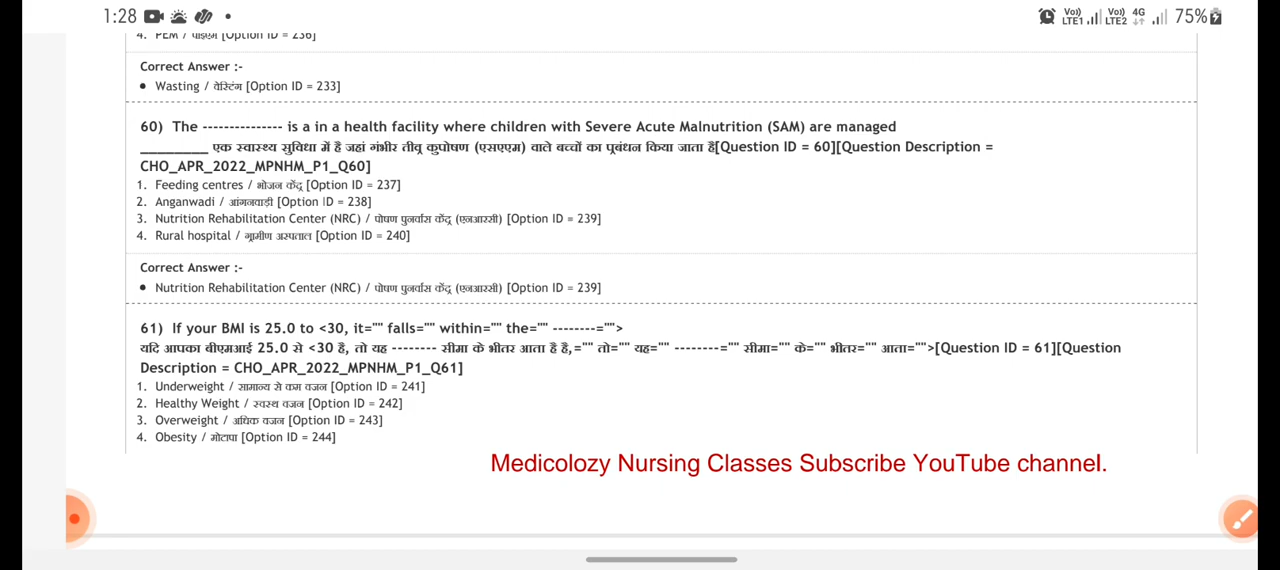 1:28
Vo)) LTE1 Vo)) LTE2 4G 75%
4. PEM / पाइएम [Option ID = 236]
Correct Answer :-
• Wasting / वेस्टिंग [Option ID = 233]
60) The --------------- is a in a health facility where children with Severe Acute Malnutrition (SAM) are managed
________ एक स्वास्थ्य सुविधा में है जहां गंभीर तीव्र कुपोषण (एसएएम) वाले बच्चों का प्रबंधन किया जाता है[Question ID = 60][Question Description =
CHO_APR_2022_MPNHM_P1_Q60]
1. Feeding centres / भोजन केंद्र [Option ID = 237]
2. Anganwadi / आंगनवाड़ी [Option ID = 238]
3. Nutrition Rehabilitation Center (NRC) / पोषण पुनर्वास केंद्र (एनआरसी) [Option ID = 239]
4. Rural hospital / ग्रामीण अस्पताल [Option ID = 240]
Correct Answer :-
• Nutrition Rehabilitation Center (NRC) / पोषण पुनर्वास केंद्र (एनआरसी) [Option ID = 239]
61) If your BMI is 25.0 to <30, it="" falls="" within="" the="" --------="">
यदि आपका बीएमआई 25.0 से <30 है, तो यह -------- सीमा के भीतर आता है है,="" तो="" यह="" --------="" सीमा="" के="" भीतर="" आता="">[Question ID = 61][Question
Description = CHO_APR_2022_MPNHM_P1_Q61]
1. Underweight / सामान्य से कम वजन [Option ID = 241]
2. Healthy Weight / स्वस्थ वजन [Option ID = 242]
3. Overweight / अधिक वजन [Option ID = 243]
4. Obesity / मोटापा [Option ID = 244]
Medicolozy Nursing Classes Subscribe YouTube channel.